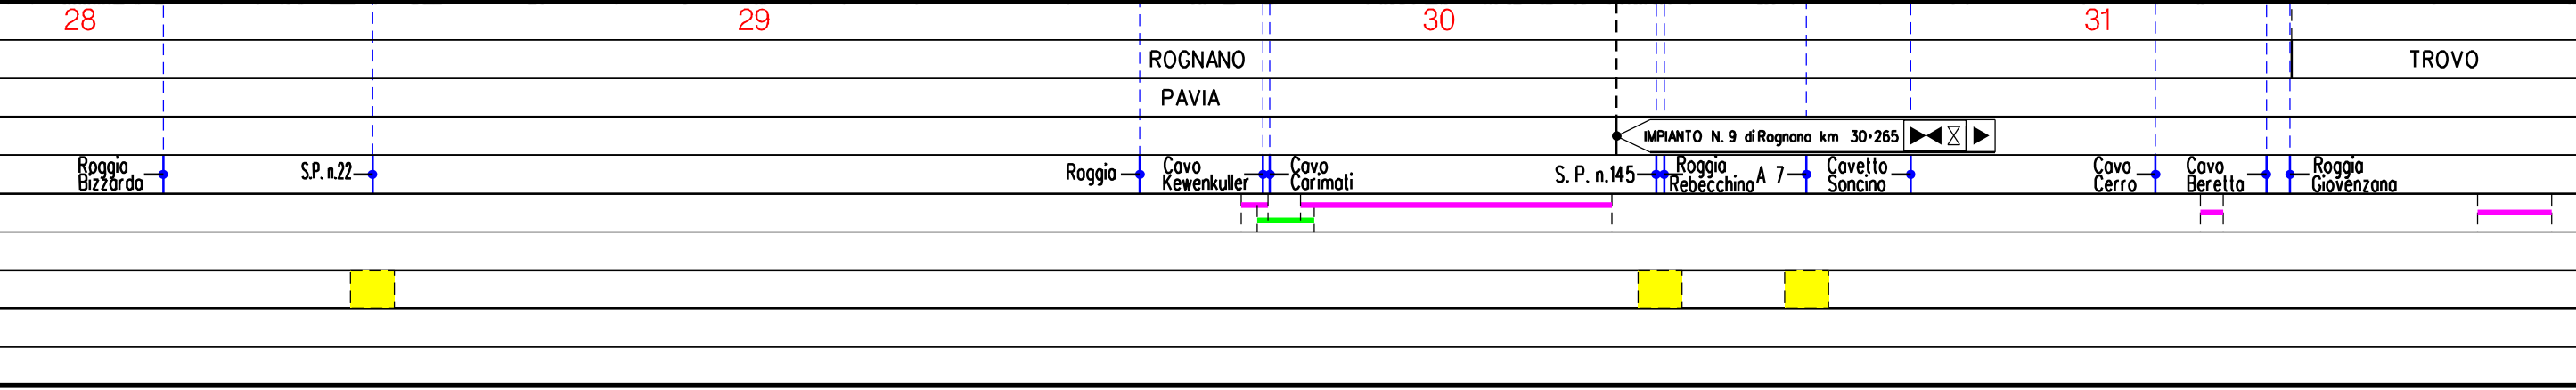 28 29 30 31
ROGNANO TROVO
PAVIA
IMPIANTO N. 9 di Rognano km 30+265
Roggia
Bizzarda
S.P. n.22
Roggia
Cavo
Kewenkuller
Cavo
Carimati
S. P. n.145
Roggia
Rebecchina
A 7
Cavetto
Soncino
Cavo
Cerro
Cavo
Beretta
Roggia
Giovenzana